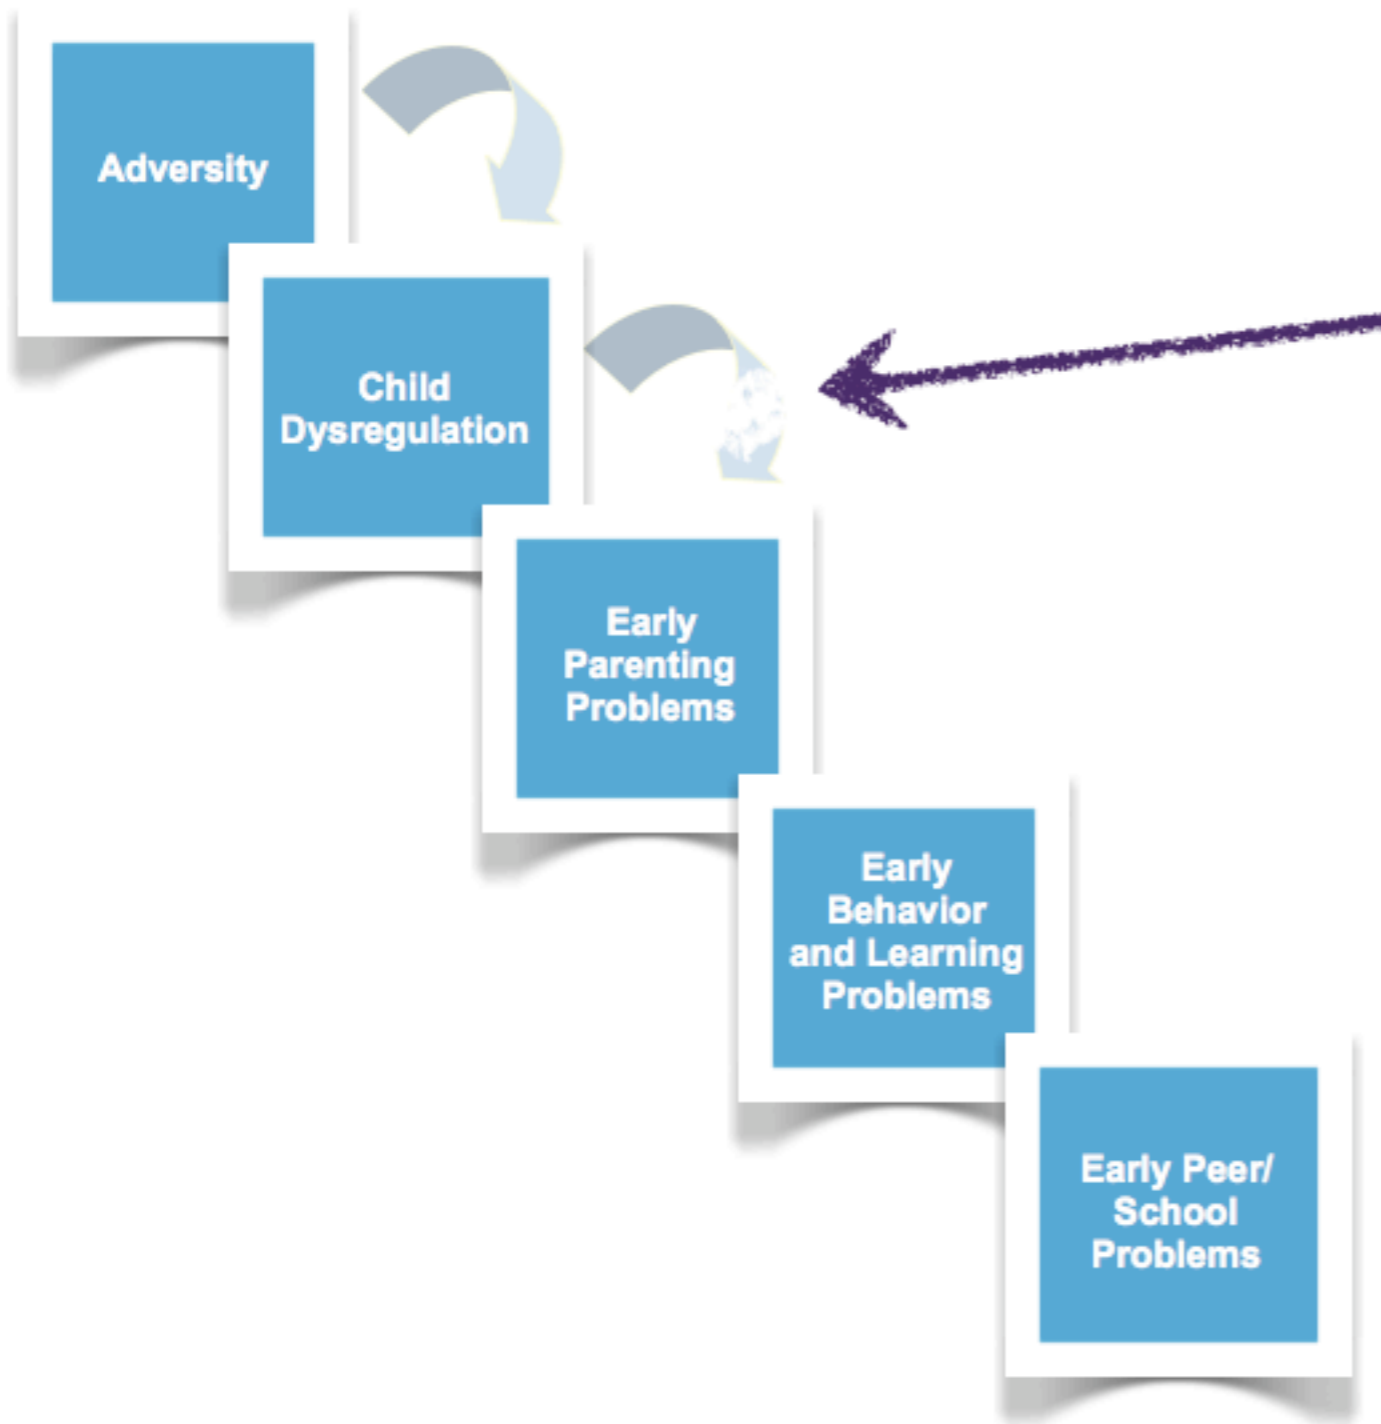 Adversity
Child
Dysregulation
Early
Parenting
Problems
Early
Behavior
and Learning
Problems
Early Peer/
School
Problems